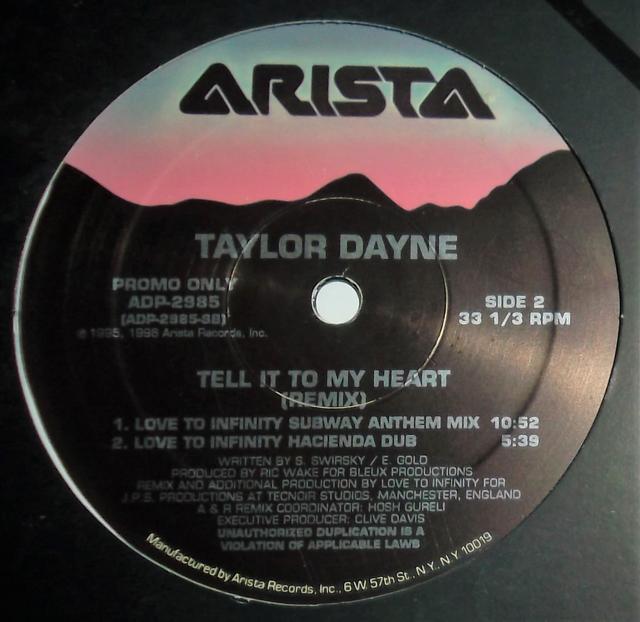 ARISTA
TAYLOR DAYNE
PROMO ONLY
ADP-2985
(ADP-2985-SB)
℗ 1995, 1996 Arista Records, Inc.
SIDE 2
33 1/3 RPM
TELL IT TO MY HEART
(REMIX)
1. LOVE TO INFINITY SUBWAY ANTHEM MIX 10:52
2. LOVE TO INFINITY HACIENDA DUB 5:39
WRITTEN BY S. SWIRSKY / E. GOLD
PRODUCED BY RIC WAKE FOR BLEUX PRODUCTIONS
REMIX AND ADDITIONAL PRODUCTION BY LOVE TO INFINITY FOR
J.P.S. PRODUCTIONS AT TECNOIR STUDIOS, MANCHESTER, ENGLAND
A & R REMIX COORDINATOR: HOSH GURELI
EXECUTIVE PRODUCER: CLIVE DAVIS
UNAUTHORIZED DUPLICATION IS A
VIOLATION OF APPLICABLE LAWS
Manufactured by Arista Records, Inc., 6 W. 57th St., N.Y., N.Y. 10019